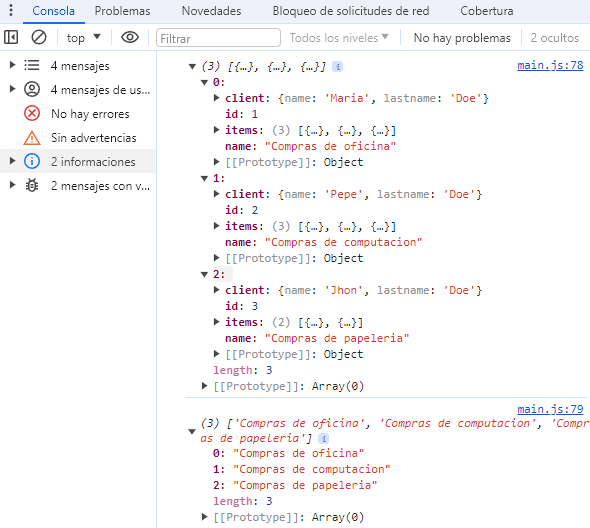 Consola Problemas Novedades Bloqueo de solicitudes de red Cobertura
top Filtrar Todos los niveles No hay problemas 2 ocultos
4 mensajes
4 mensajes de us...
No hay errores
Sin advertencias
2 informaciones
2 mensajes con v...
main.js:78
(3) [{…}, {…}, {…}] i
0:
client: {name: 'Maria', lastname: 'Doe'}
id: 1
items: (3) [{…}, {…}, {…}]
name: "Compras de oficina"
[[Prototype]]: Object
1:
client: {name: 'Pepe', lastname: 'Doe'}
id: 2
items: (3) [{…}, {…}, {…}]
name: "Compras de computacion"
[[Prototype]]: Object
2:
client: {name: 'Jhon', lastname: 'Doe'}
id: 3
items: (2) [{…}, {…}]
name: "Compras de papeleria"
[[Prototype]]: Object
length: 3
[[Prototype]]: Array(0)
main.js:79
(3) ['Compras de oficina', 'Compras de computacion', 'Compr
as de papeleria'] i
0: "Compras de oficina"
1: "Compras de computacion"
2: "Compras de papeleria"
length: 3
[[Prototype]]: Array(0)